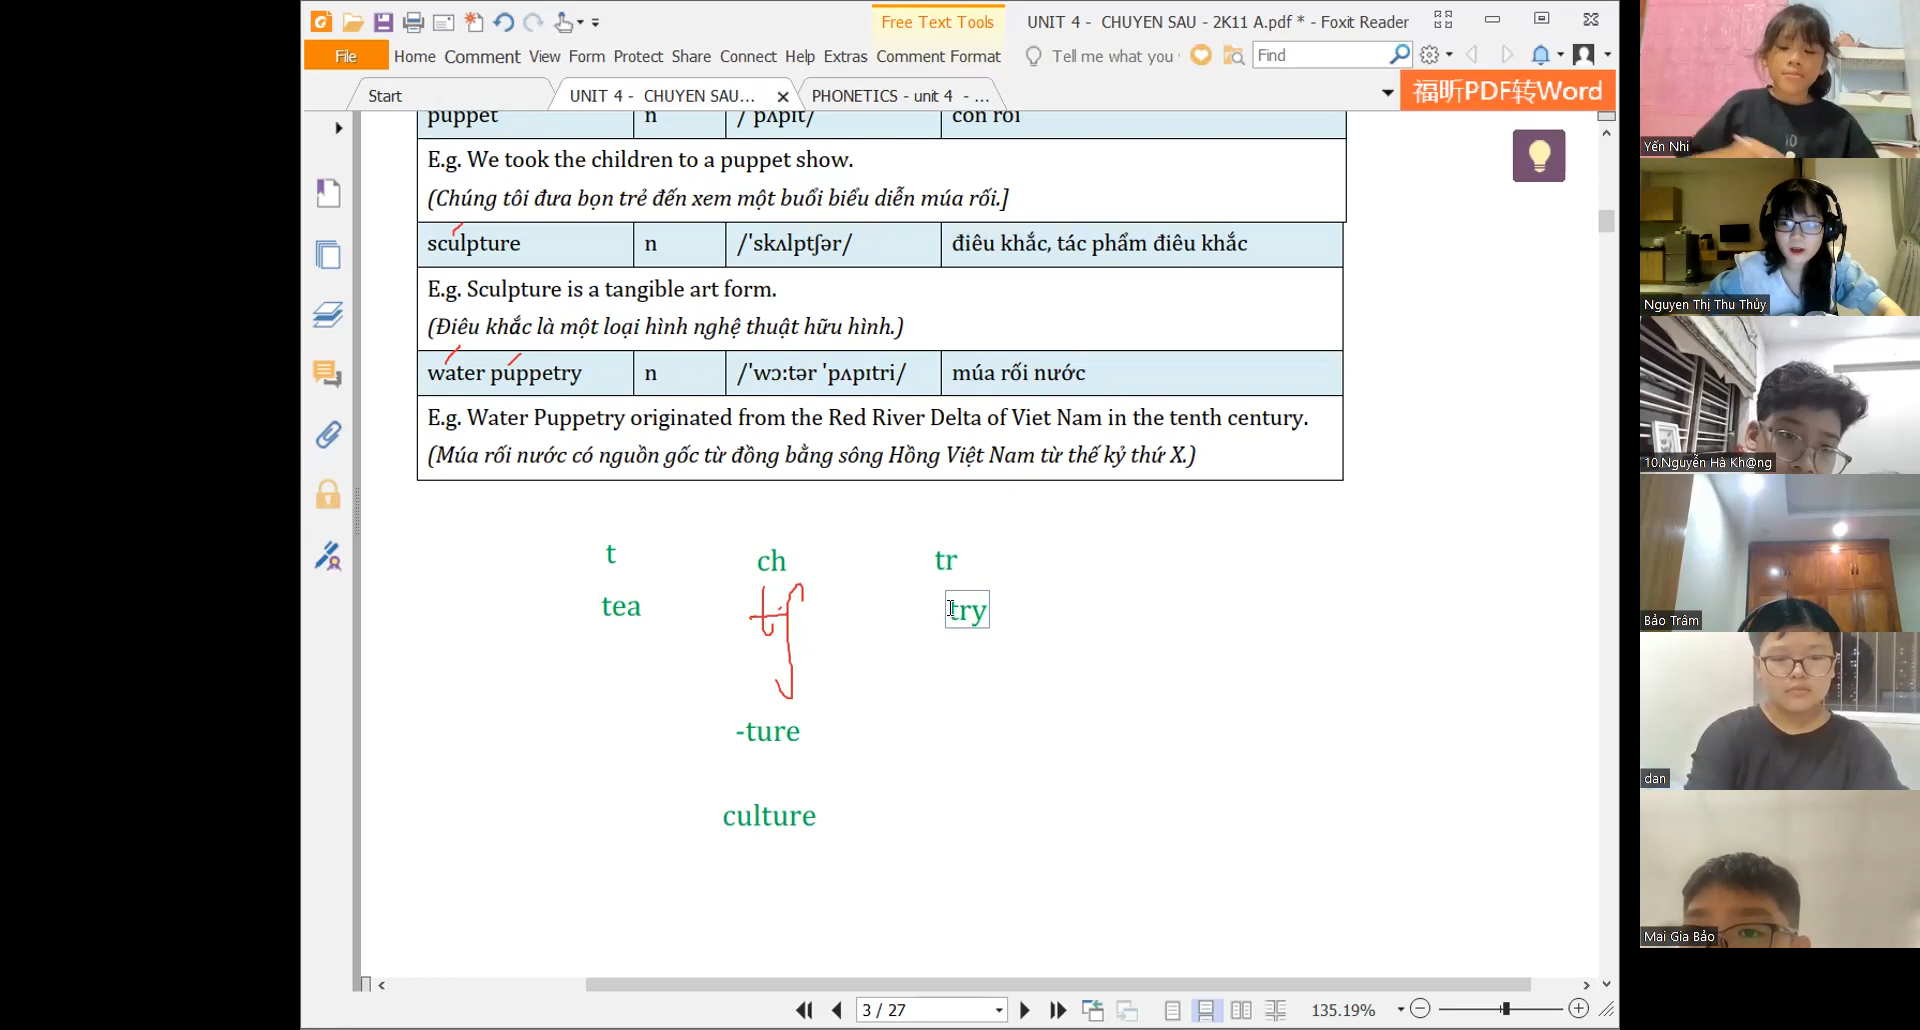 Free Text Tools
UNIT 4 - CHUYEN SAU - 2K11 A.pdf * - Foxit Reader
File Home Comment View Form Protect Share Connect Help Extras Comment Format Tell me what you Find
Start UNIT 4 - CHUYEN SAU... PHONETICS - unit 4 - ...
福昕PDF转Word
puppet n /ˈpʌpɪt/ con rối
E.g. We took the children to a puppet show.
(Chúng tôi đưa bọn trẻ đến xem một buổi biểu diễn múa rối.]
sculpture n /ˈskʌlptʃər/ điêu khắc, tác phẩm điêu khắc
E.g. Sculpture is a tangible art form.
(Điêu khắc là một loại hình nghệ thuật hữu hình.)
water puppetry n /ˈwɔːtər ˈpʌpɪtri/ múa rối nước
E.g. Water Puppetry originated from the Red River Delta of Viet Nam in the tenth century.
(Múa rối nước có nguồn gốc từ đồng bằng sông Hồng Việt Nam từ thế kỷ thứ X.)
t ch tr
tea tʃ try
-ture
culture
3 / 27
135.19%
Yến Nhi
Nguyen Thị Thu Thủy
10.Nguyễn Hà Kh@ng
Bảo Trâm
dan
Mai Gia Bảo